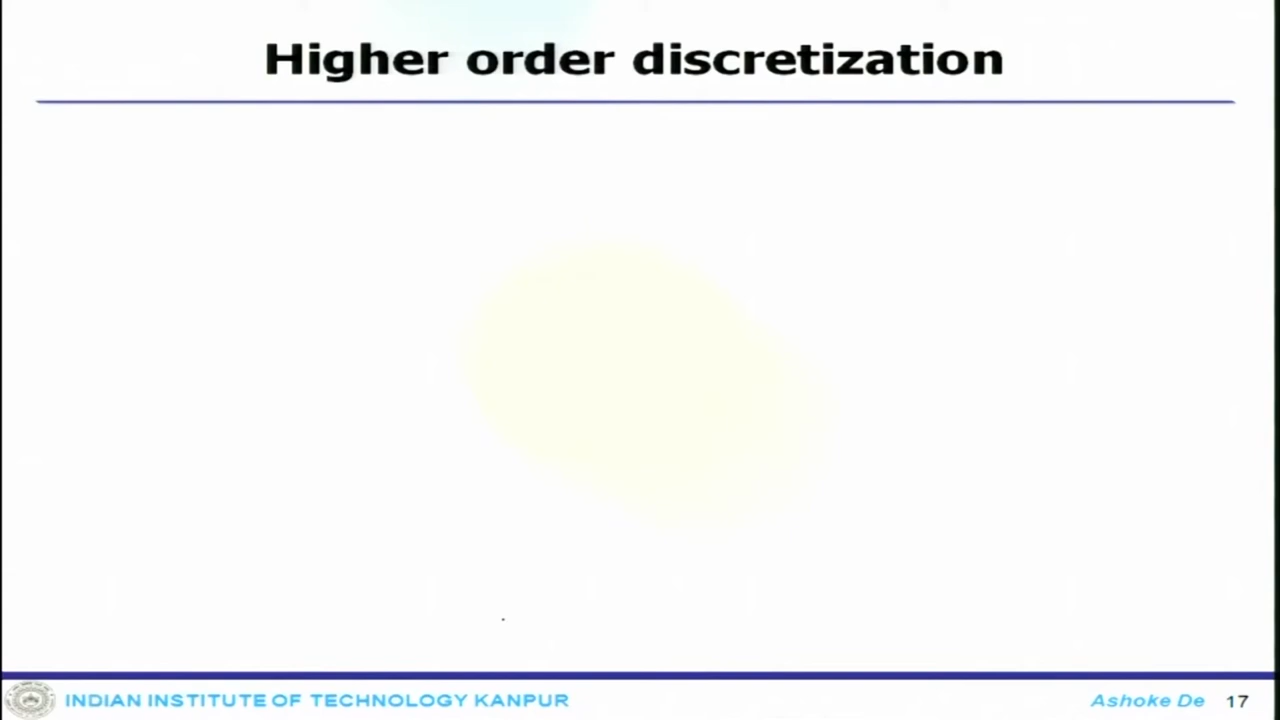 Higher order discretization
INDIAN INSTITUTE OF TECHNOLOGY KANPUR
Ashoke De 17